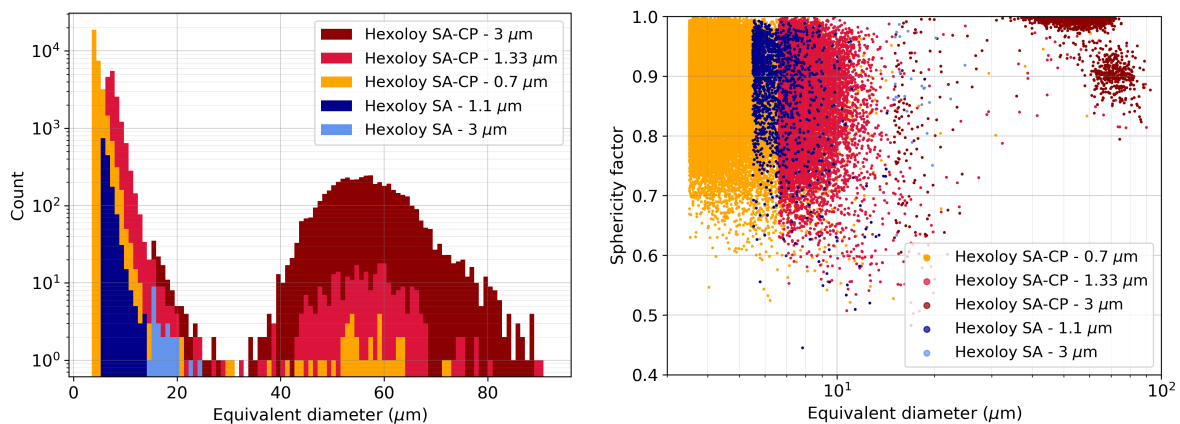 Hexoloy SA-CP - 3 μm
Hexoloy SA-CP - 1.33 μm
Hexoloy SA-CP - 0.7 μm
Hexoloy SA - 1.1 μm
Hexoloy SA - 3 μm
10⁴
10³
10²
10¹
10⁰
Count
0 20 40 60 80
Equivalent diameter (μm)
1.0
0.9
0.8
0.7
0.6
0.5
0.4
Sphericity factor
Hexoloy SA-CP - 0.7 μm
Hexoloy SA-CP - 1.33 μm
Hexoloy SA-CP - 3 μm
Hexoloy SA - 1.1 μm
Hexoloy SA - 3 μm
10¹ 10²
Equivalent diameter (μm)